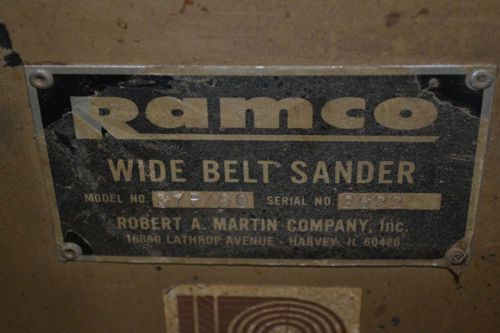 Ramco
WIDE BELT SANDER
MODEL NO. SERIAL NO.
ROBERT A. MARTIN COMPANY, Inc.
16860 LATHROP AVENUE - HARVEY, IL 60426